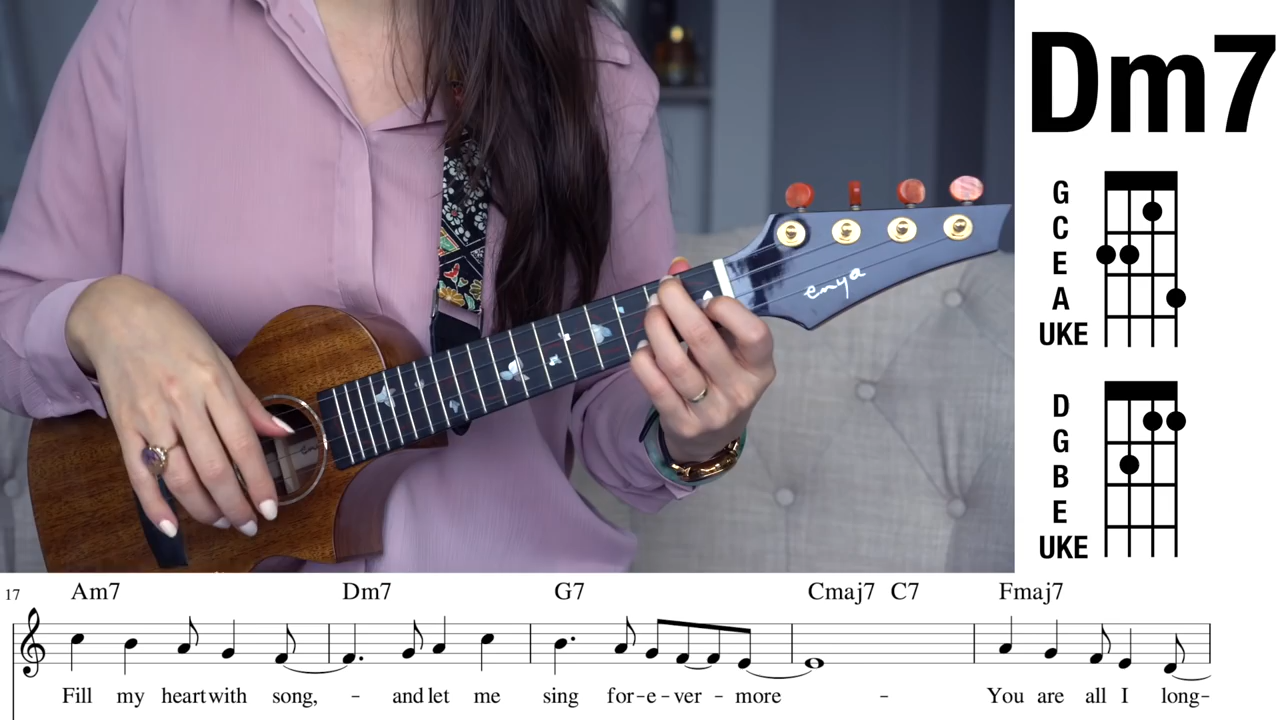 Dm7
G
C
E
A
UKE
D
G
B
E
UKE
enya
17 Am7 Dm7 G7 Cmaj7 C7 Fmaj7
Fill my heart with song, - and let me sing for-e-ver - more - You are all I long-